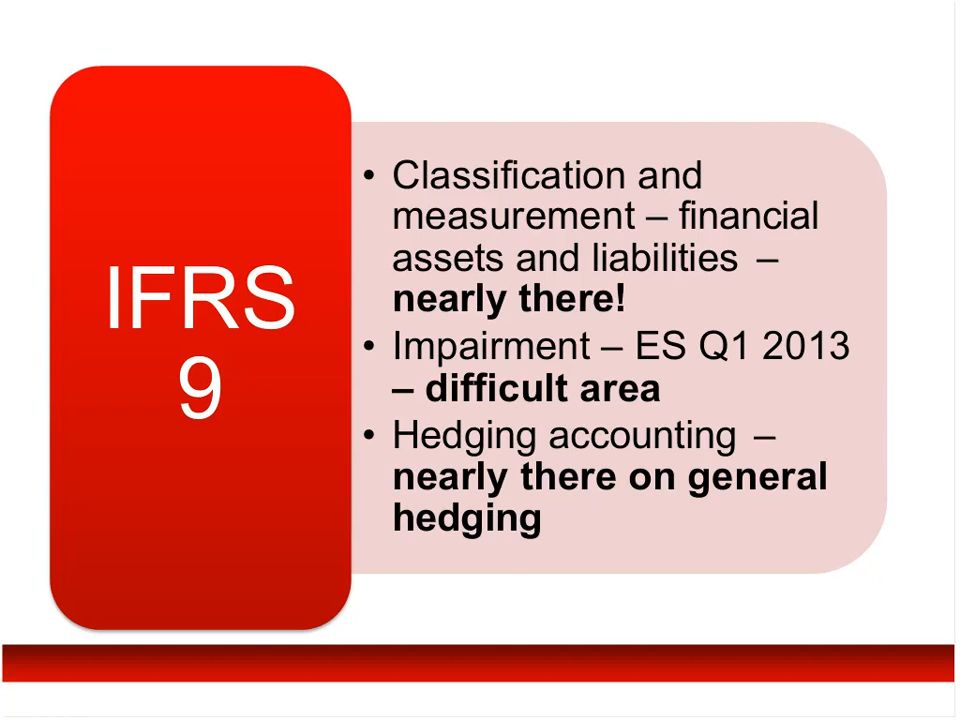 IFRS
9
• Classification and
measurement – financial
assets and liabilities –
nearly there!
• Impairment – ES Q1 2013
– difficult area
• Hedging accounting –
nearly there on general
hedging